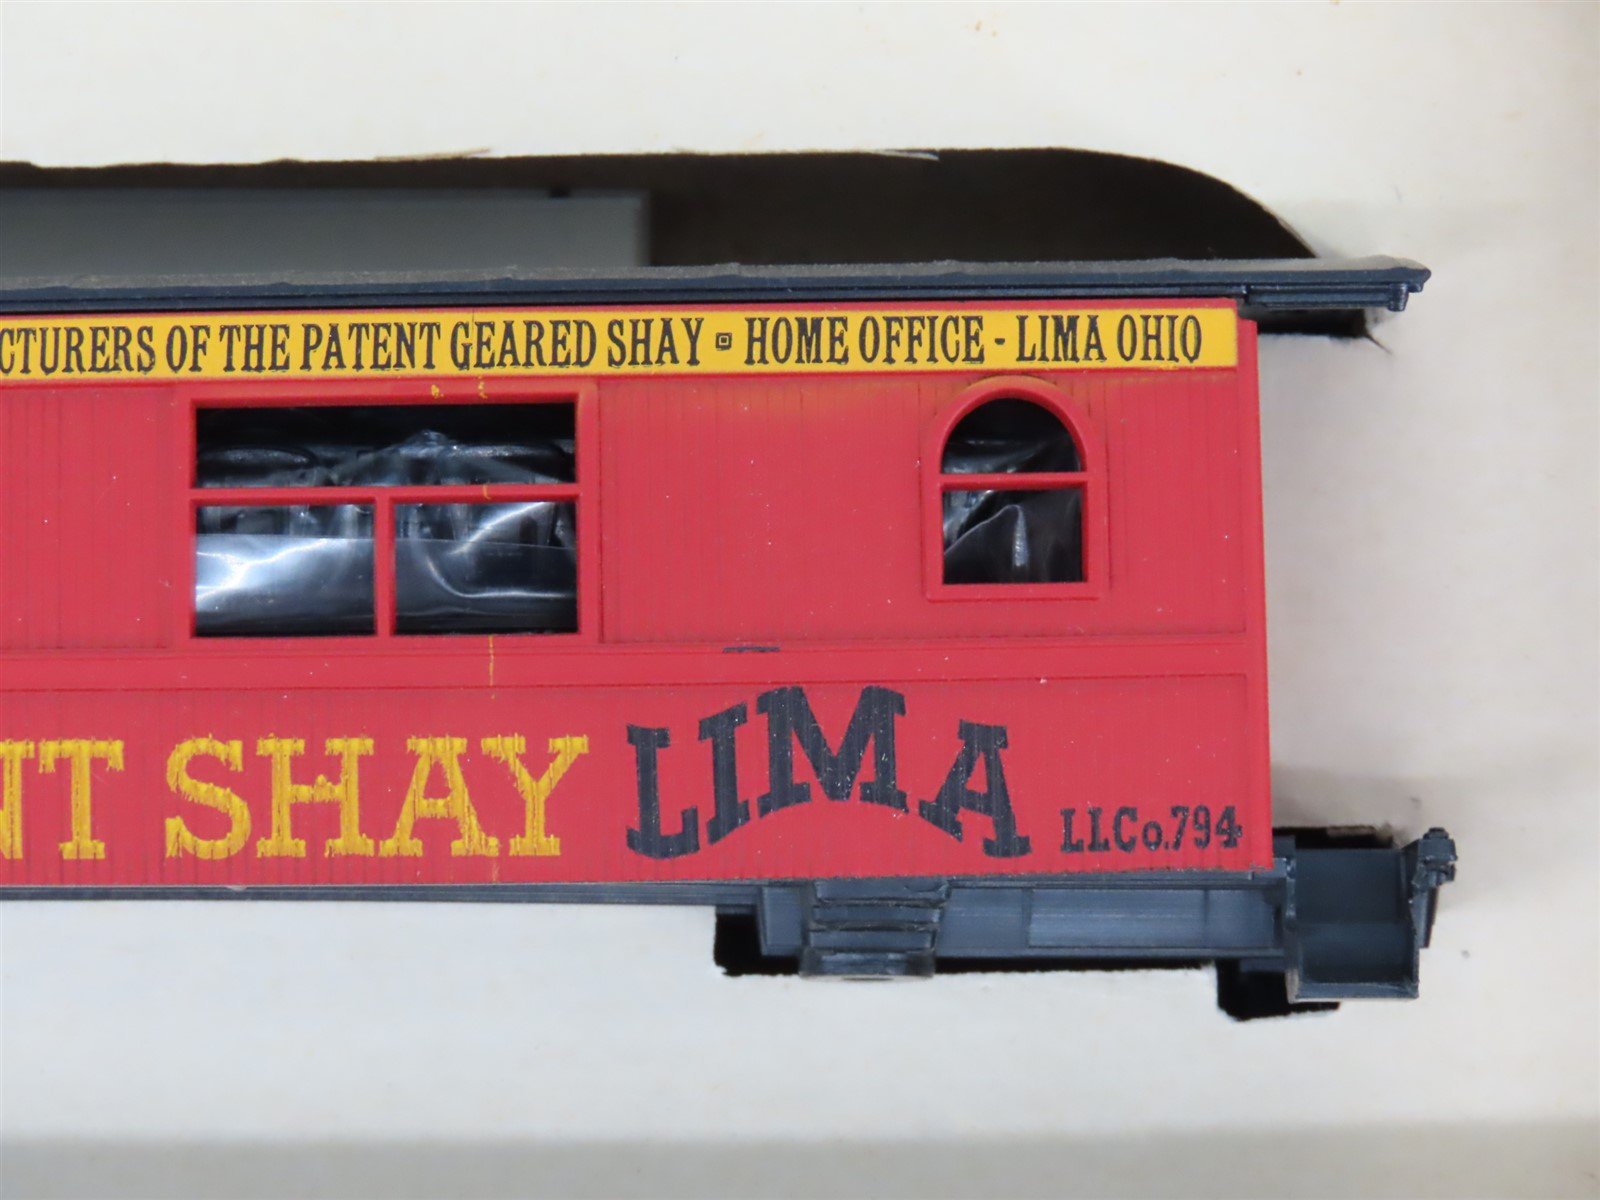 CTURERS OF THE PATENT GEARED SHAY ▫ HOME OFFICE - LIMA OHIO
NT SHAY LIMA LLCo.794